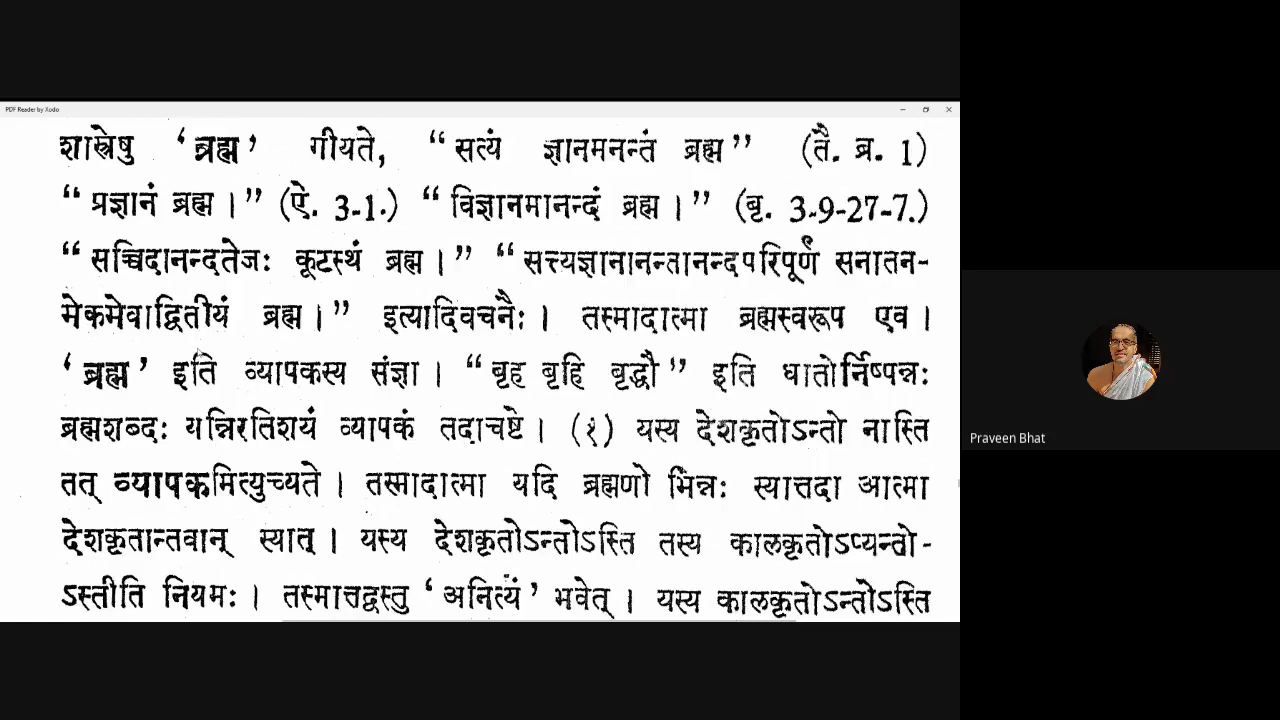 PDF Reader by Xodo
शास्त्रेषु ‘ब्रह्म’ गीयते, “सत्यं ज्ञानमनन्तं ब्रह्म” (तै. ब्र. 1)
“प्रज्ञानं ब्रह्म ।” (ऐ. 3-1.) “विज्ञानमानन्दं ब्रह्म ।” (बृ. 3-9-27-7.)
“सच्चिदानन्दतेजः कूटस्थं ब्रह्म ।” “सत्त्यज्ञानानन्तानन्दपरिपूर्णं सनातन-
मेकमेवाद्वितीयं ब्रह्म ।” इत्यादिवचनैः । तस्मादात्मा ब्रह्मस्वरूप एव ।
‘ब्रह्म’ इति व्यापकस्य संज्ञा । “बृह बृहि बृद्धौ” इति धातोर्निष्पन्नः
ब्रह्मशब्दः यन्निरतिशयं व्यापकं तदाचष्टे । (१) यस्य देशकृतोऽन्तो नास्ति
तत् व्यापकमित्युच्यते । तस्मादात्मा यदि ब्रह्मणो भिन्नः स्यात्तदा आत्मा
देशकृतान्तवान् स्यात् । यस्य देशकृतोऽन्तोऽस्ति तस्य कालकृतोऽप्यन्तो-
ऽस्तीति नियमः । तस्मात्तद्वस्तु ‘अनित्यं’ भवेत् । यस्य कालकृतोऽन्तोऽस्ति
Praveen Bhat